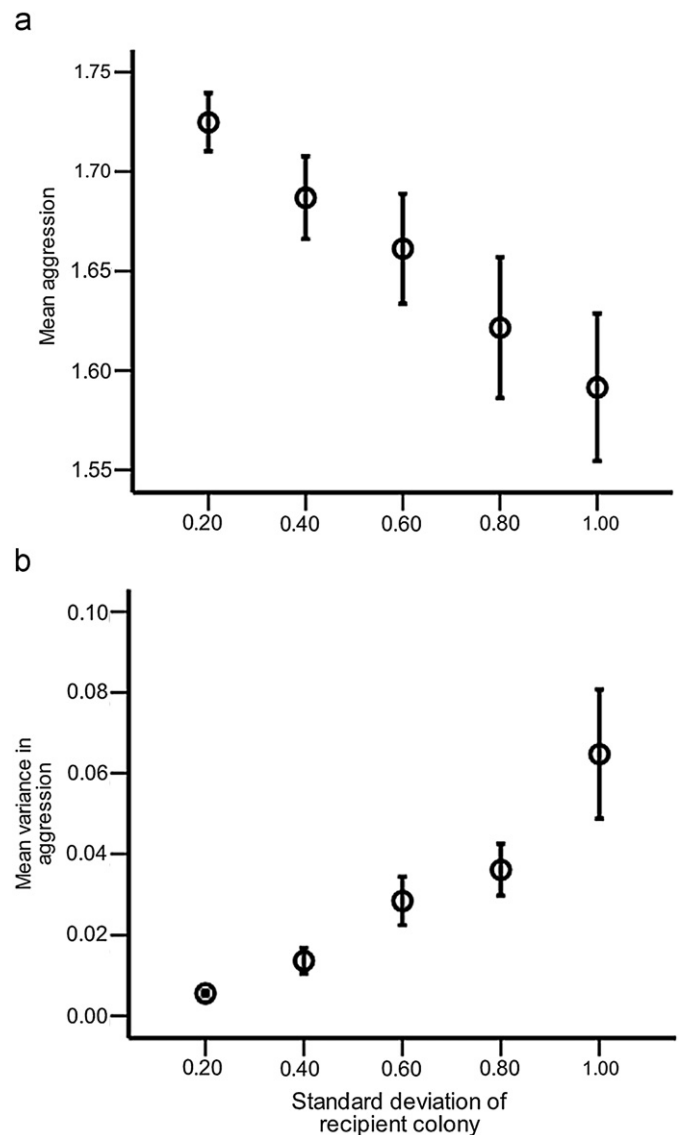 a
1.75
1.70
1.65
1.60
1.55
Mean aggression
0.20 0.40 0.60 0.80 1.00
b
0.10
0.08
0.06
0.04
0.02
0.00
Mean variance in
aggression
0.20 0.40 0.60 0.80 1.00
Standard deviation of
recipient colony